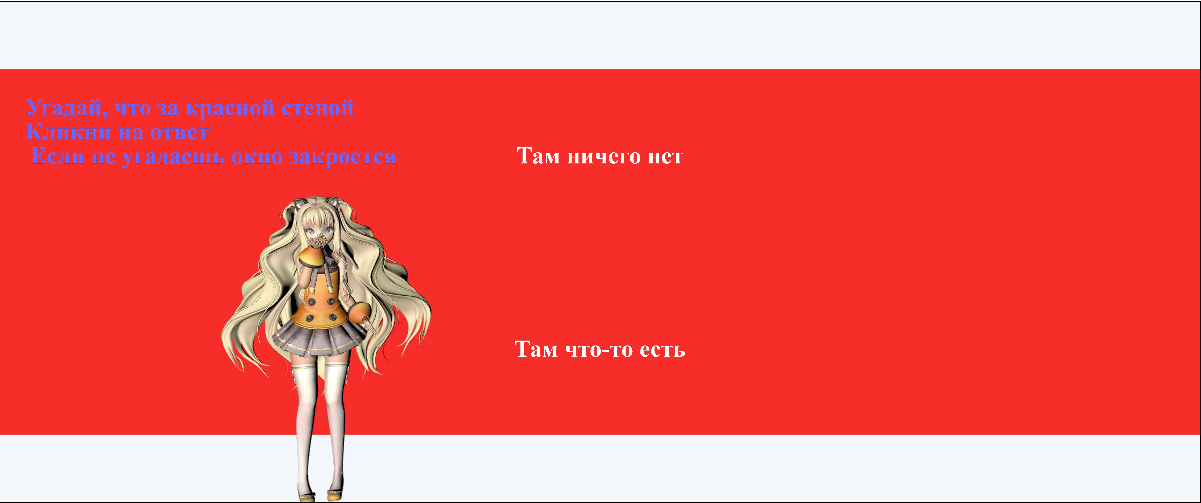 Угадай, что за красной стеной
Кликни на ответ
Если не угадаешь окно закроется
Там ничего нет
Там что-то есть